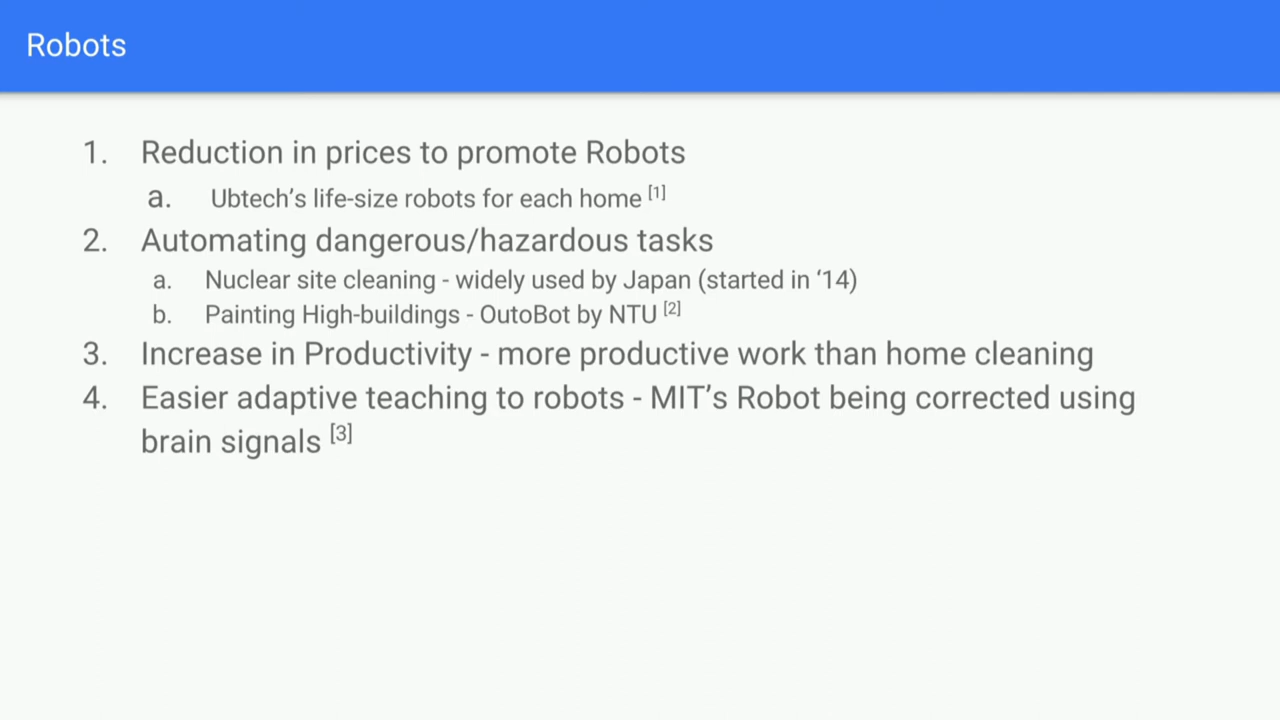 Robots
1. Reduction in prices to promote Robots
a. Ubtech’s life-size robots for each home [1]
2. Automating dangerous/hazardous tasks
a. Nuclear site cleaning - widely used by Japan (started in ‘14)
b. Painting High-buildings - OutoBot by NTU [2]
3. Increase in Productivity - more productive work than home cleaning
4. Easier adaptive teaching to robots - MIT’s Robot being corrected using
brain signals [3]